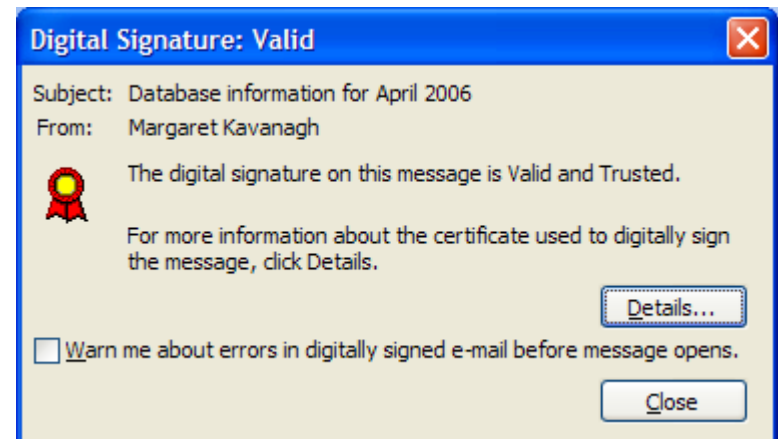 Digital Signature: Valid
Subject: Database information for April 2006
From: Margaret Kavanagh
The digital signature on this message is Valid and Trusted.
For more information about the certificate used to digitally sign
the message, click Details.
Details...
Warn me about errors in digitally signed e-mail before message opens.
Close